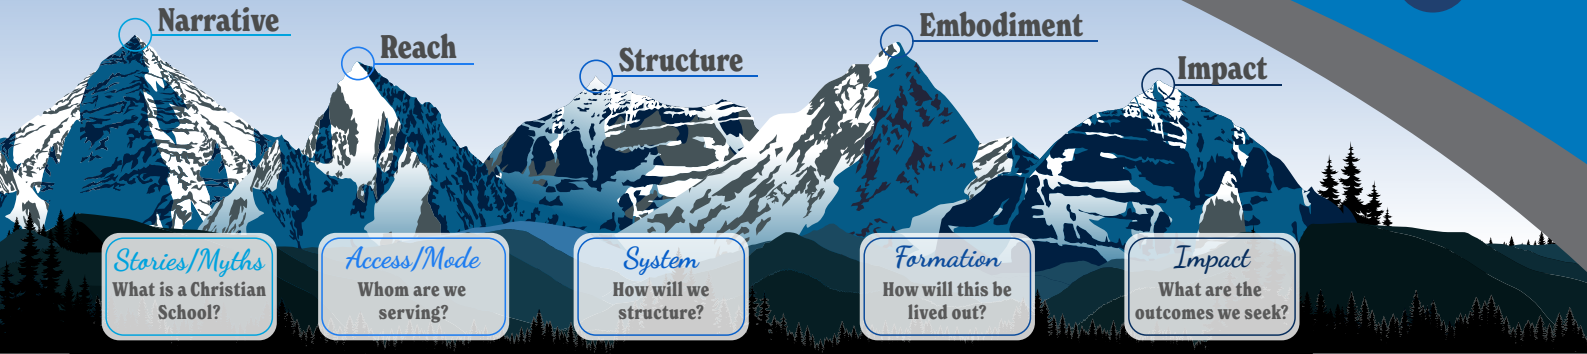 Narrative
Reach
Structure
Embodiment
Impact
Stories/Myths
What is a Christian
School?
Access/Mode
Whom are we
serving?
System
How will we
structure?
Formation
How will this be
lived out?
Impact
What are the
outcomes we seek?